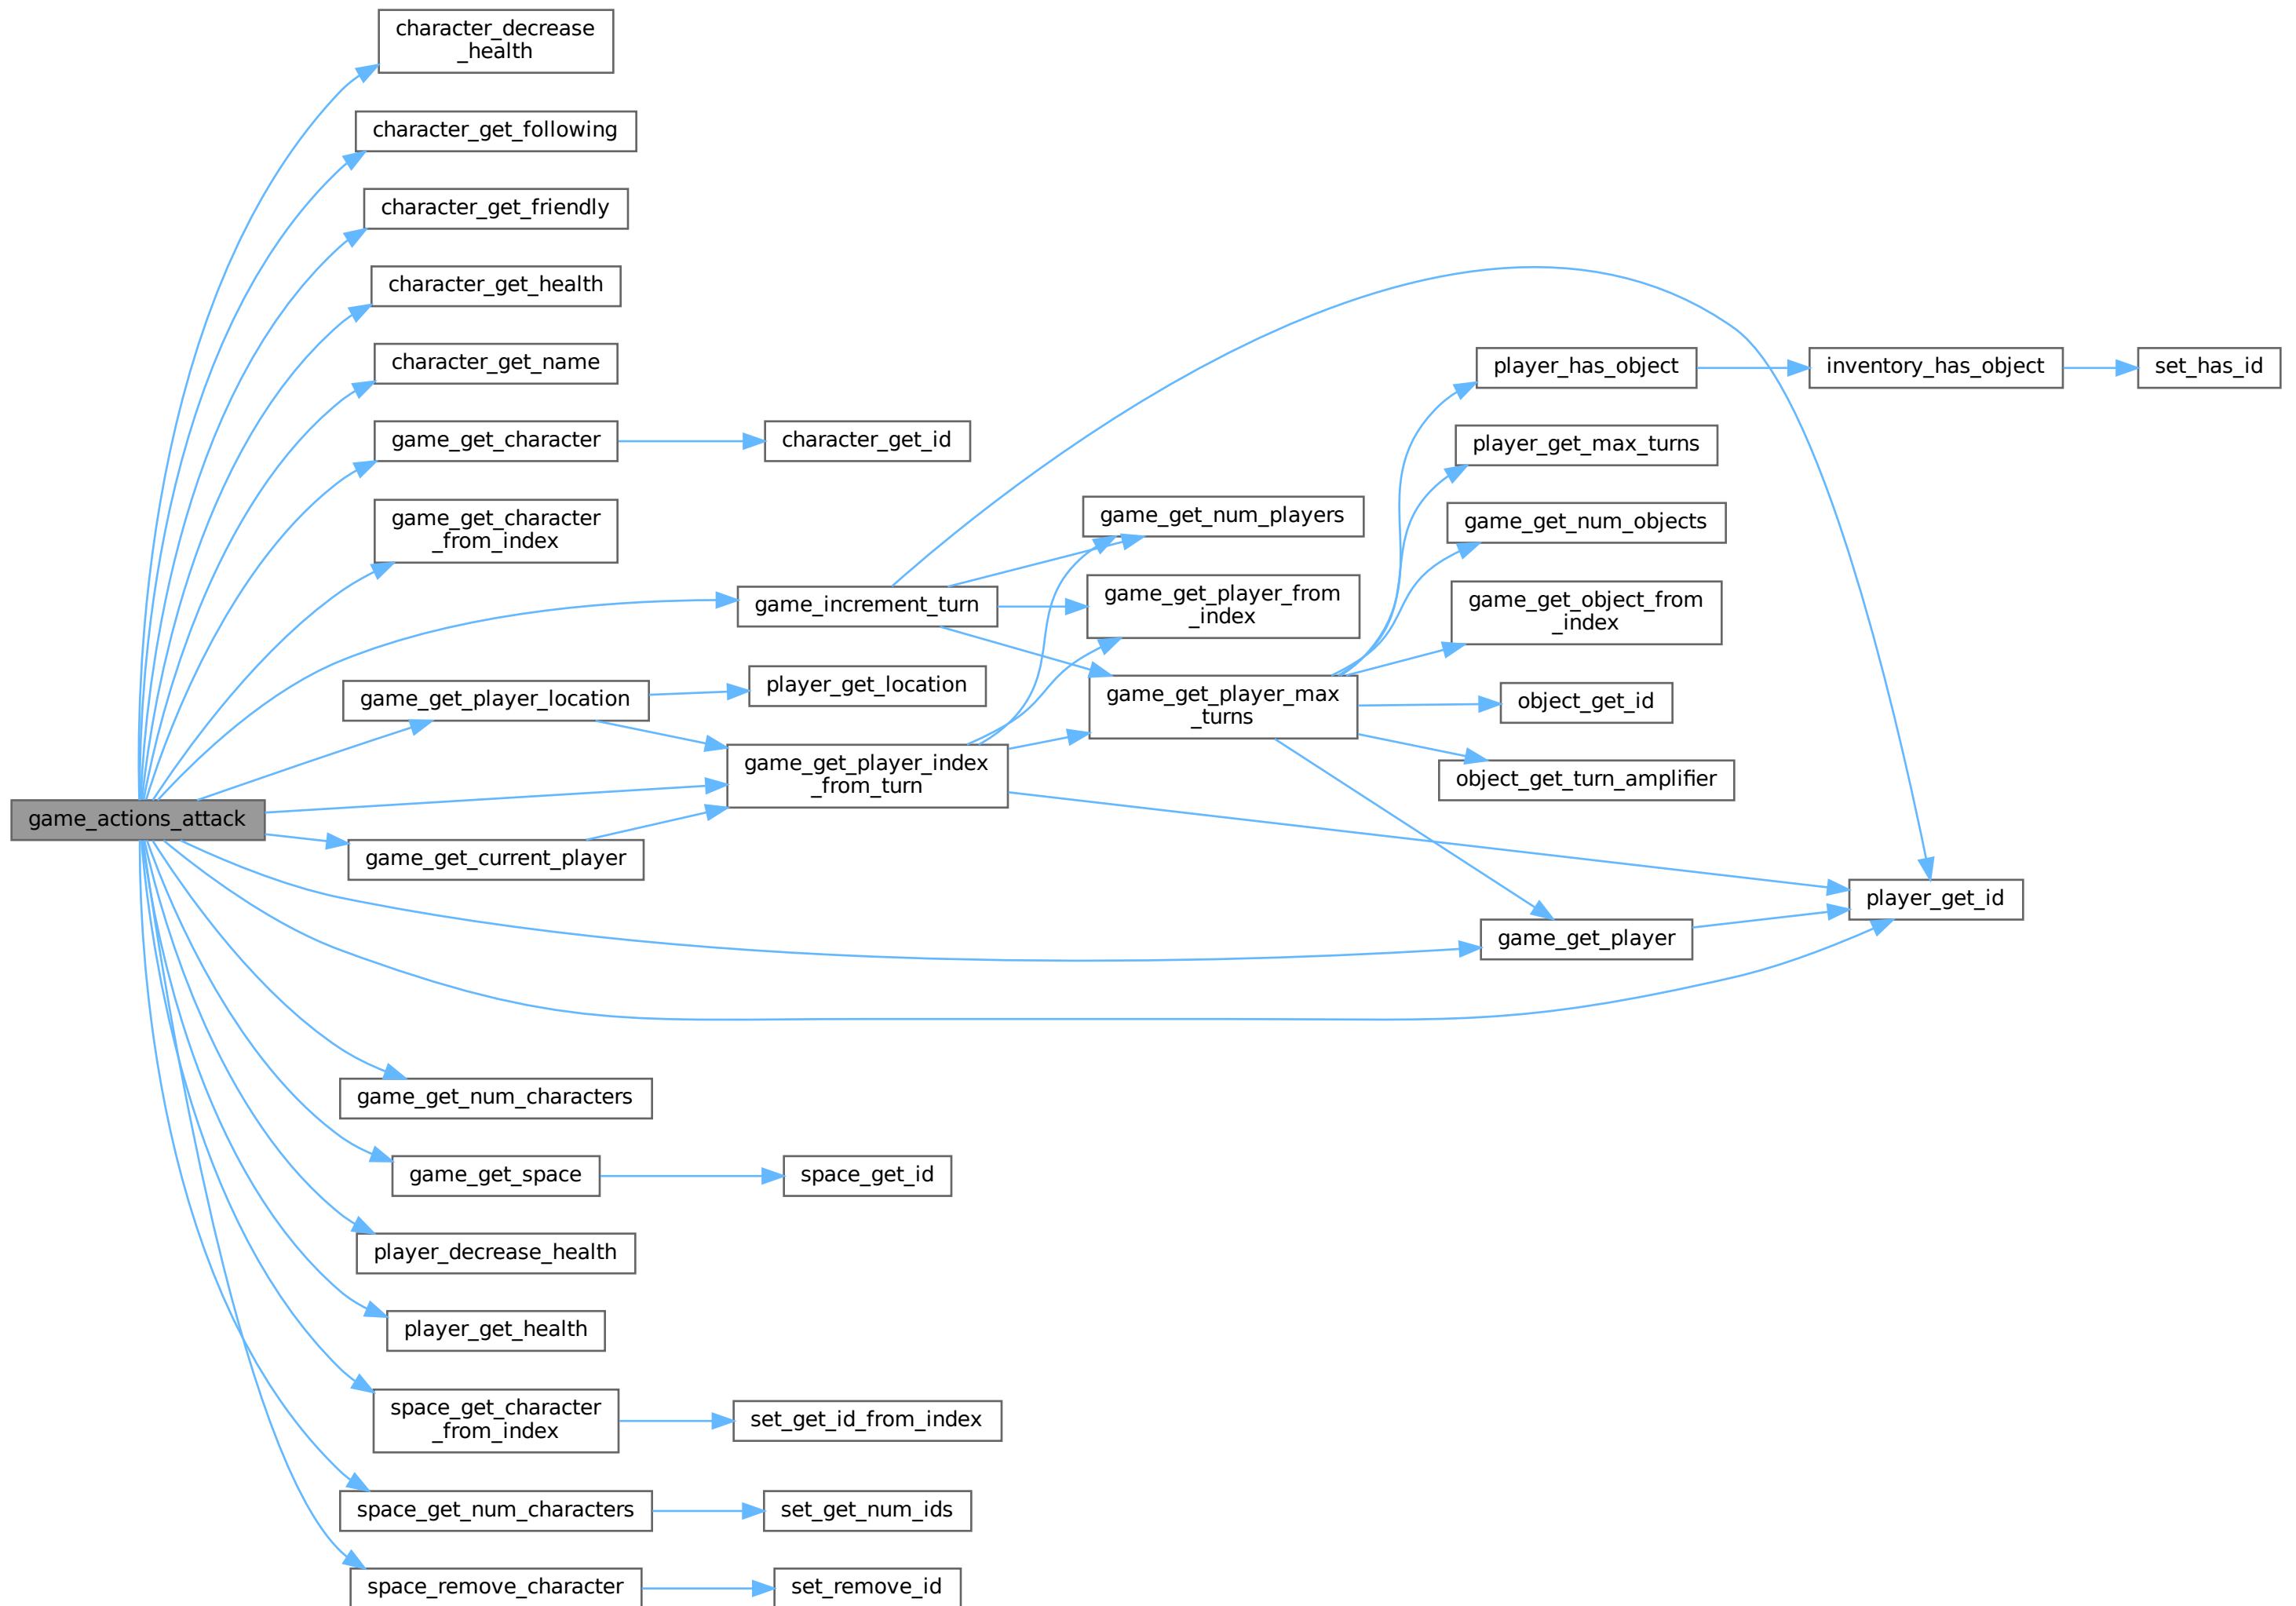 character_decrease
_health
character_get_following
character_get_friendly
character_get_health
character_get_name
game_get_character
character_get_id
game_get_character
_from_index
game_increment_turn
game_get_player_location
player_get_location
game_get_player_index
_from_turn
game_actions_attack
game_get_current_player
game_get_num_players
game_get_player_from
_index
game_get_player_max
_turns
player_has_object
inventory_has_object
set_has_id
player_get_max_turns
game_get_num_objects
game_get_object_from
_index
object_get_id
object_get_turn_amplifier
game_get_player
player_get_id
game_get_num_characters
game_get_space
space_get_id
player_decrease_health
player_get_health
space_get_character
_from_index
set_get_id_from_index
space_get_num_characters
set_get_num_ids
space_remove_character
set_remove_id